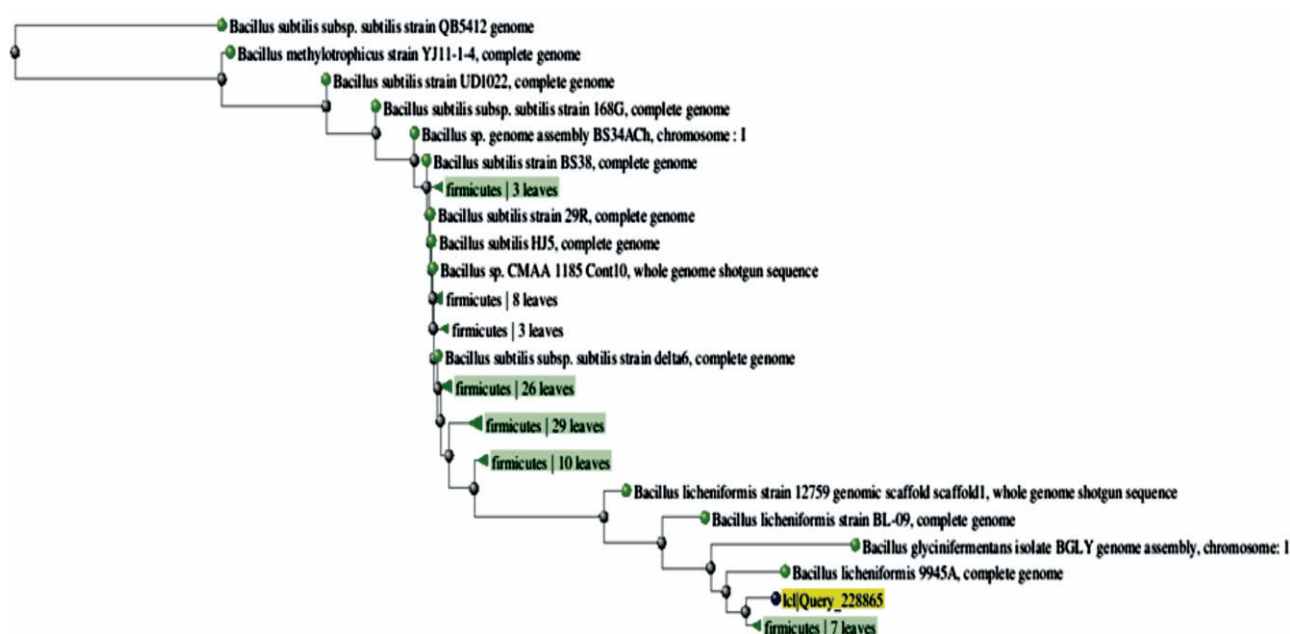 Bacillus subtilis subsp. subtilis strain QB5412 genome
Bacillus methylotrophicus strain YJ11-1-4, complete genome
Bacillus subtilis strain UD1022, complete genome
Bacillus subtilis subsp. subtilis strain 168G, complete genome
Bacillus sp. genome assembly BS34ACh, chromosome : I
Bacillus subtilis strain BS38, complete genome
firmicutes | 3 leaves
Bacillus subtilis strain 29R, complete genome
Bacillus subtilis HJ5, complete genome
Bacillus sp. CMAA 1185 Cont10, whole genome shotgun sequence
firmicutes | 8 leaves
firmicutes | 3 leaves
Bacillus subtilis subsp. subtilis strain delta6, complete genome
firmicutes | 26 leaves
firmicutes | 29 leaves
firmicutes | 10 leaves
Bacillus licheniformis strain 12759 genomic scaffold scaffold1, whole genome shotgun sequence
Bacillus licheniformis strain BL-09, complete genome
Bacillus glycinifermentans isolate BGLY genome assembly, chromosome: 1
Bacillus licheniformis 9945A, complete genome
lcl|Query_228865
firmicutes | 7 leaves